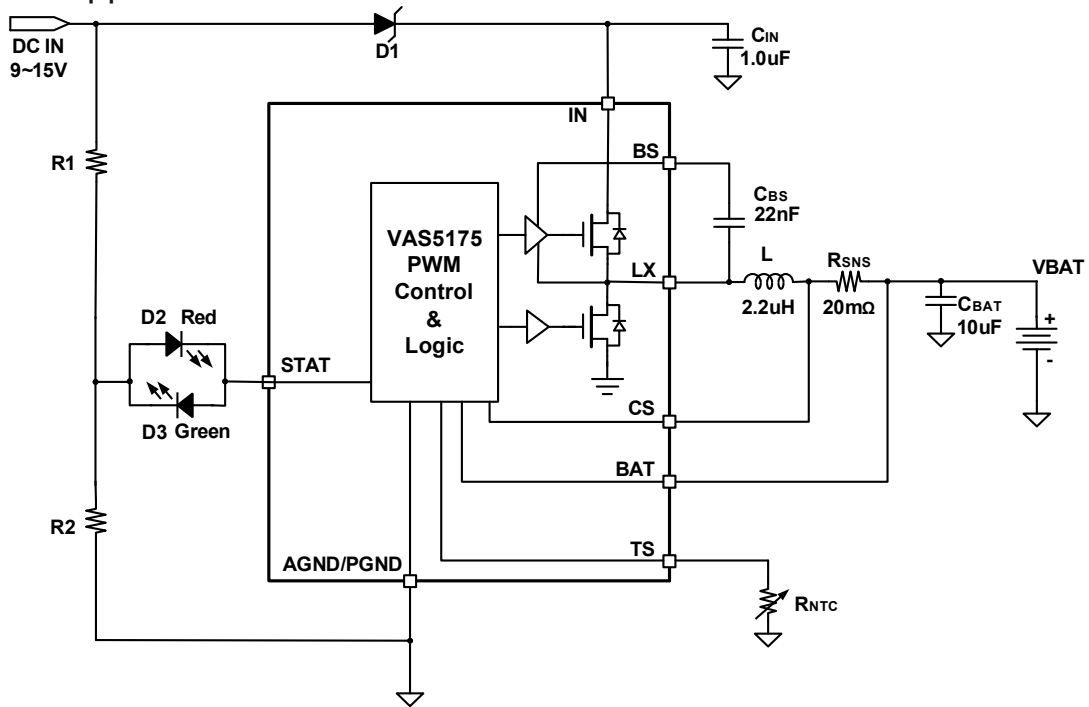 DC IN
9~15V
D1
CIN
1.0uF
IN
R1
BS
CBS
22nF
VAS5175
PWM
Control
&
Logic
LX
L
2.2uH
RSNS
20mΩ
VBAT
CBAT
10uF
+
-
D2 Red
STAT
D3 Green
CS
BAT
R2
TS
AGND/PGND
RNTC